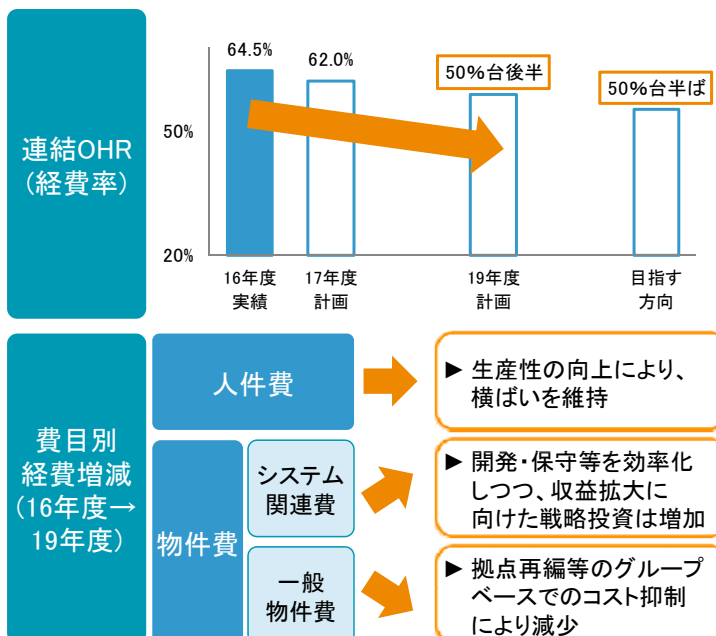 連結OHR
(経費率)
64.5%
62.0%
50%台後半
50%台半ば
50%
20%
16年度
実績
17年度
計画
19年度
計画
目指す
方向
費目別
経費増減
(16年度→
19年度)
人件費
► 生産性の向上により、
横ばいを維持
物件費
システム
関連費
► 開発・保守等を効率化
しつつ、収益拡大に
向けた戦略投資は増加
一般
物件費
► 拠点再編等のグループ
ベースでのコスト抑制
により減少